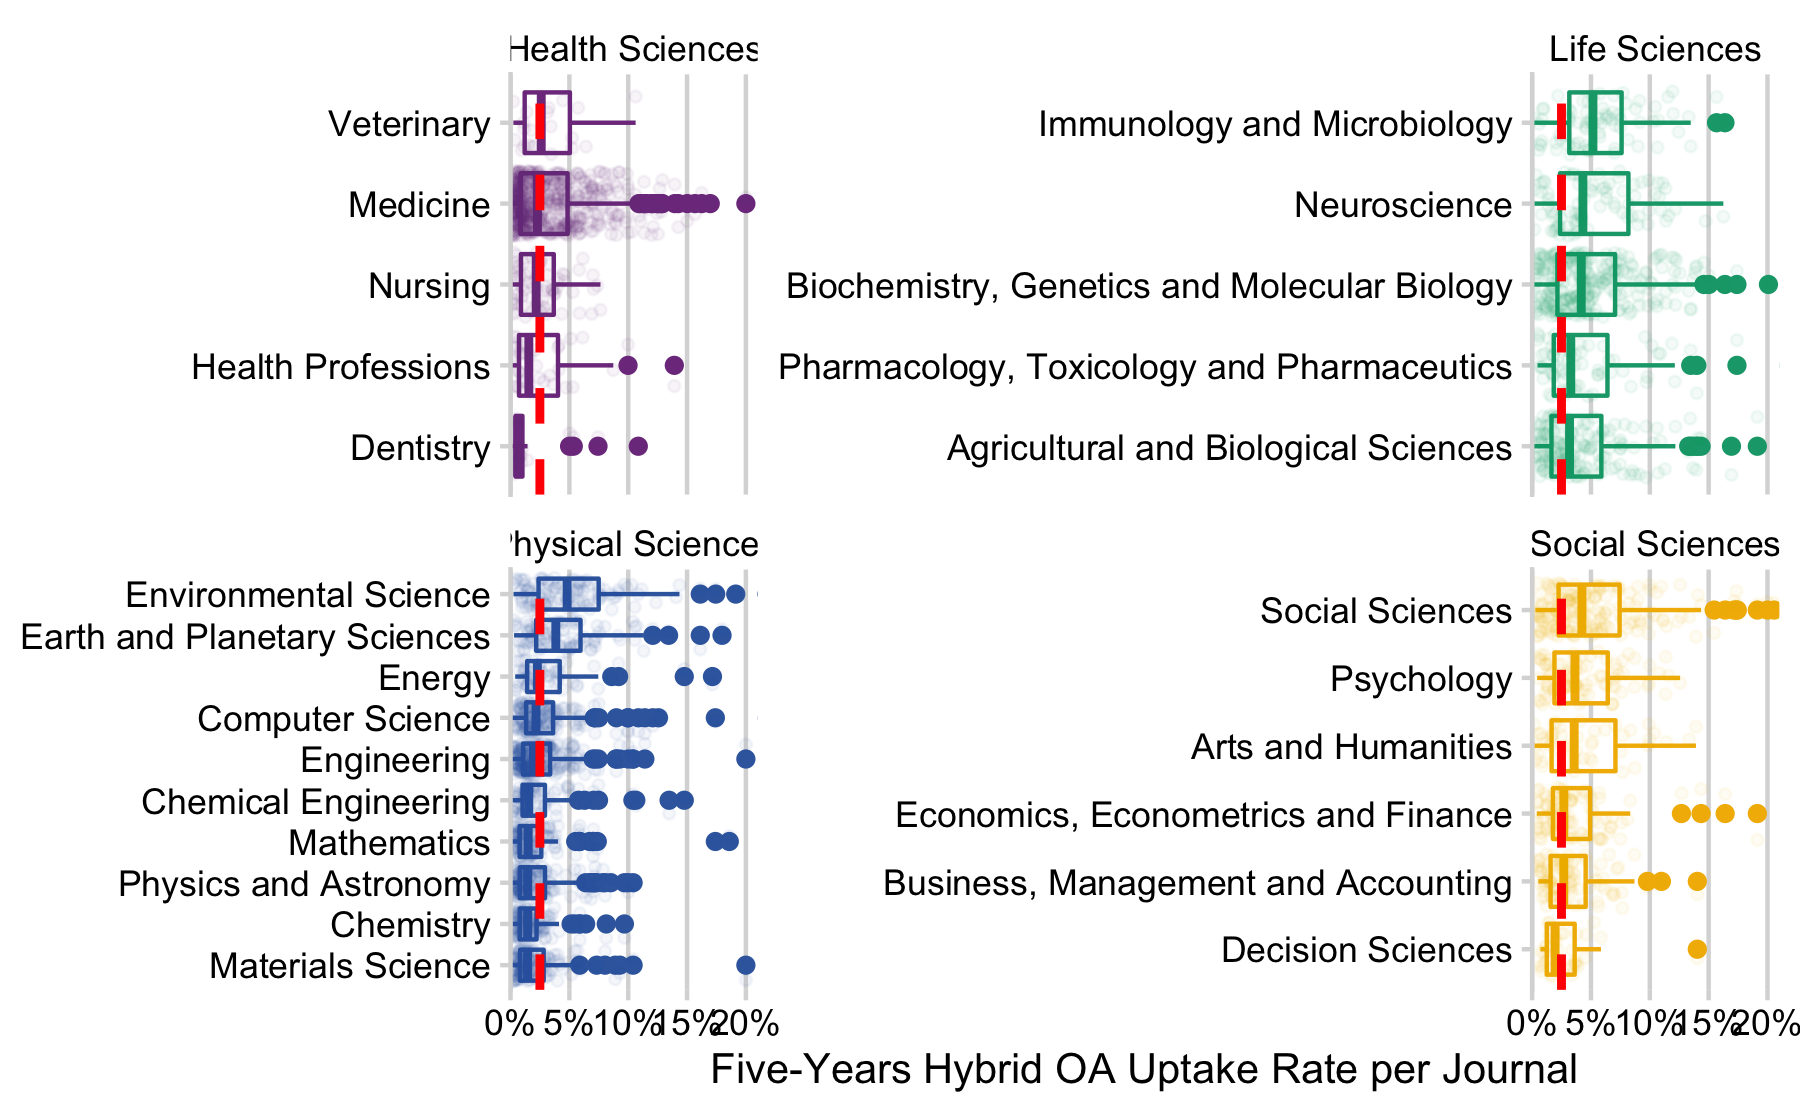 Health Sciences
Veterinary
Medicine
Nursing
Health Professions
Dentistry
Life Sciences
Immunology and Microbiology
Neuroscience
Biochemistry, Genetics and Molecular Biology
Pharmacology, Toxicology and Pharmaceutics
Agricultural and Biological Sciences
hysical Science
Environmental Science
Earth and Planetary Sciences
Energy
Computer Science
Engineering
Chemical Engineering
Mathematics
Physics and Astronomy
Chemistry
Materials Science
0% 5% 10% 15% 20%
Social Sciences
Social Sciences
Psychology
Arts and Humanities
Economics, Econometrics and Finance
Business, Management and Accounting
Decision Sciences
0% 5% 10% 15% 20%
Five-Years Hybrid OA Uptake Rate per Journal